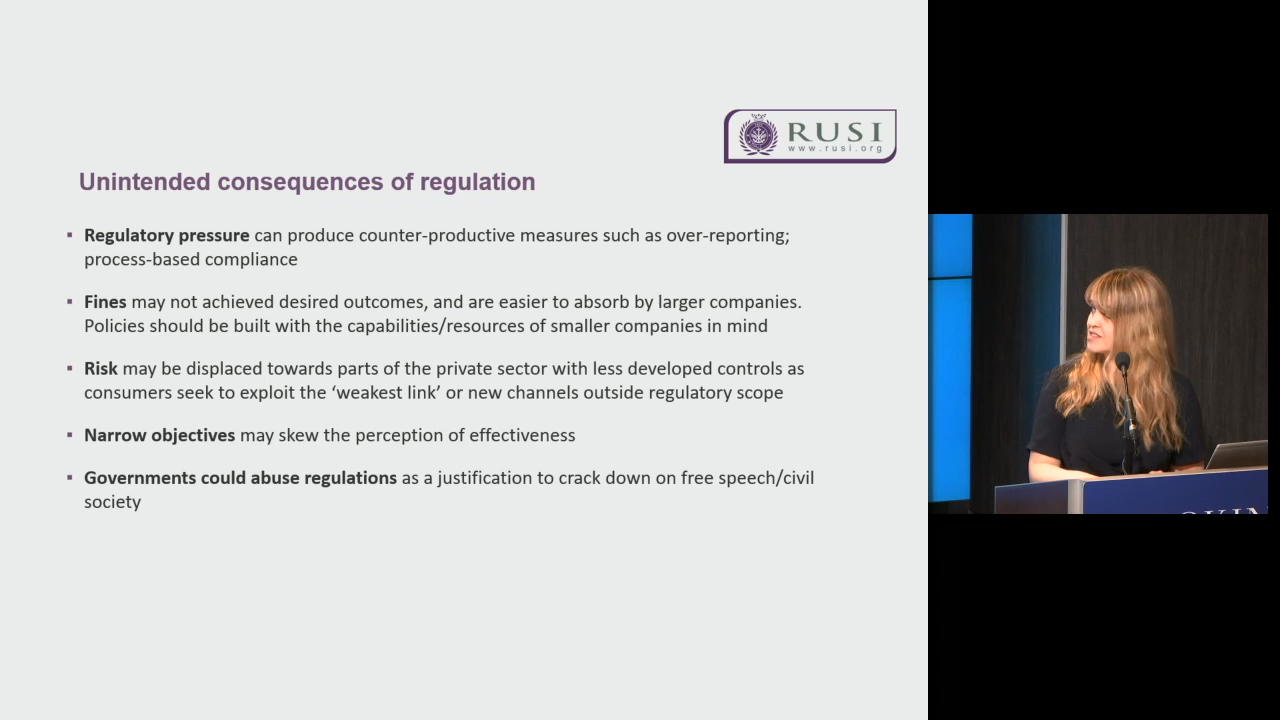 RUSI
www.rusi.org
Unintended consequences of regulation
▪ Regulatory pressure can produce counter-productive measures such as over-reporting;
process-based compliance
▪ Fines may not achieved desired outcomes, and are easier to absorb by larger companies.
Policies should be built with the capabilities/resources of smaller companies in mind
▪ Risk may be displaced towards parts of the private sector with less developed controls as
consumers seek to exploit the ‘weakest link’ or new channels outside regulatory scope
▪ Narrow objectives may skew the perception of effectiveness
▪ Governments could abuse regulations as a justification to crack down on free speech/civil
society